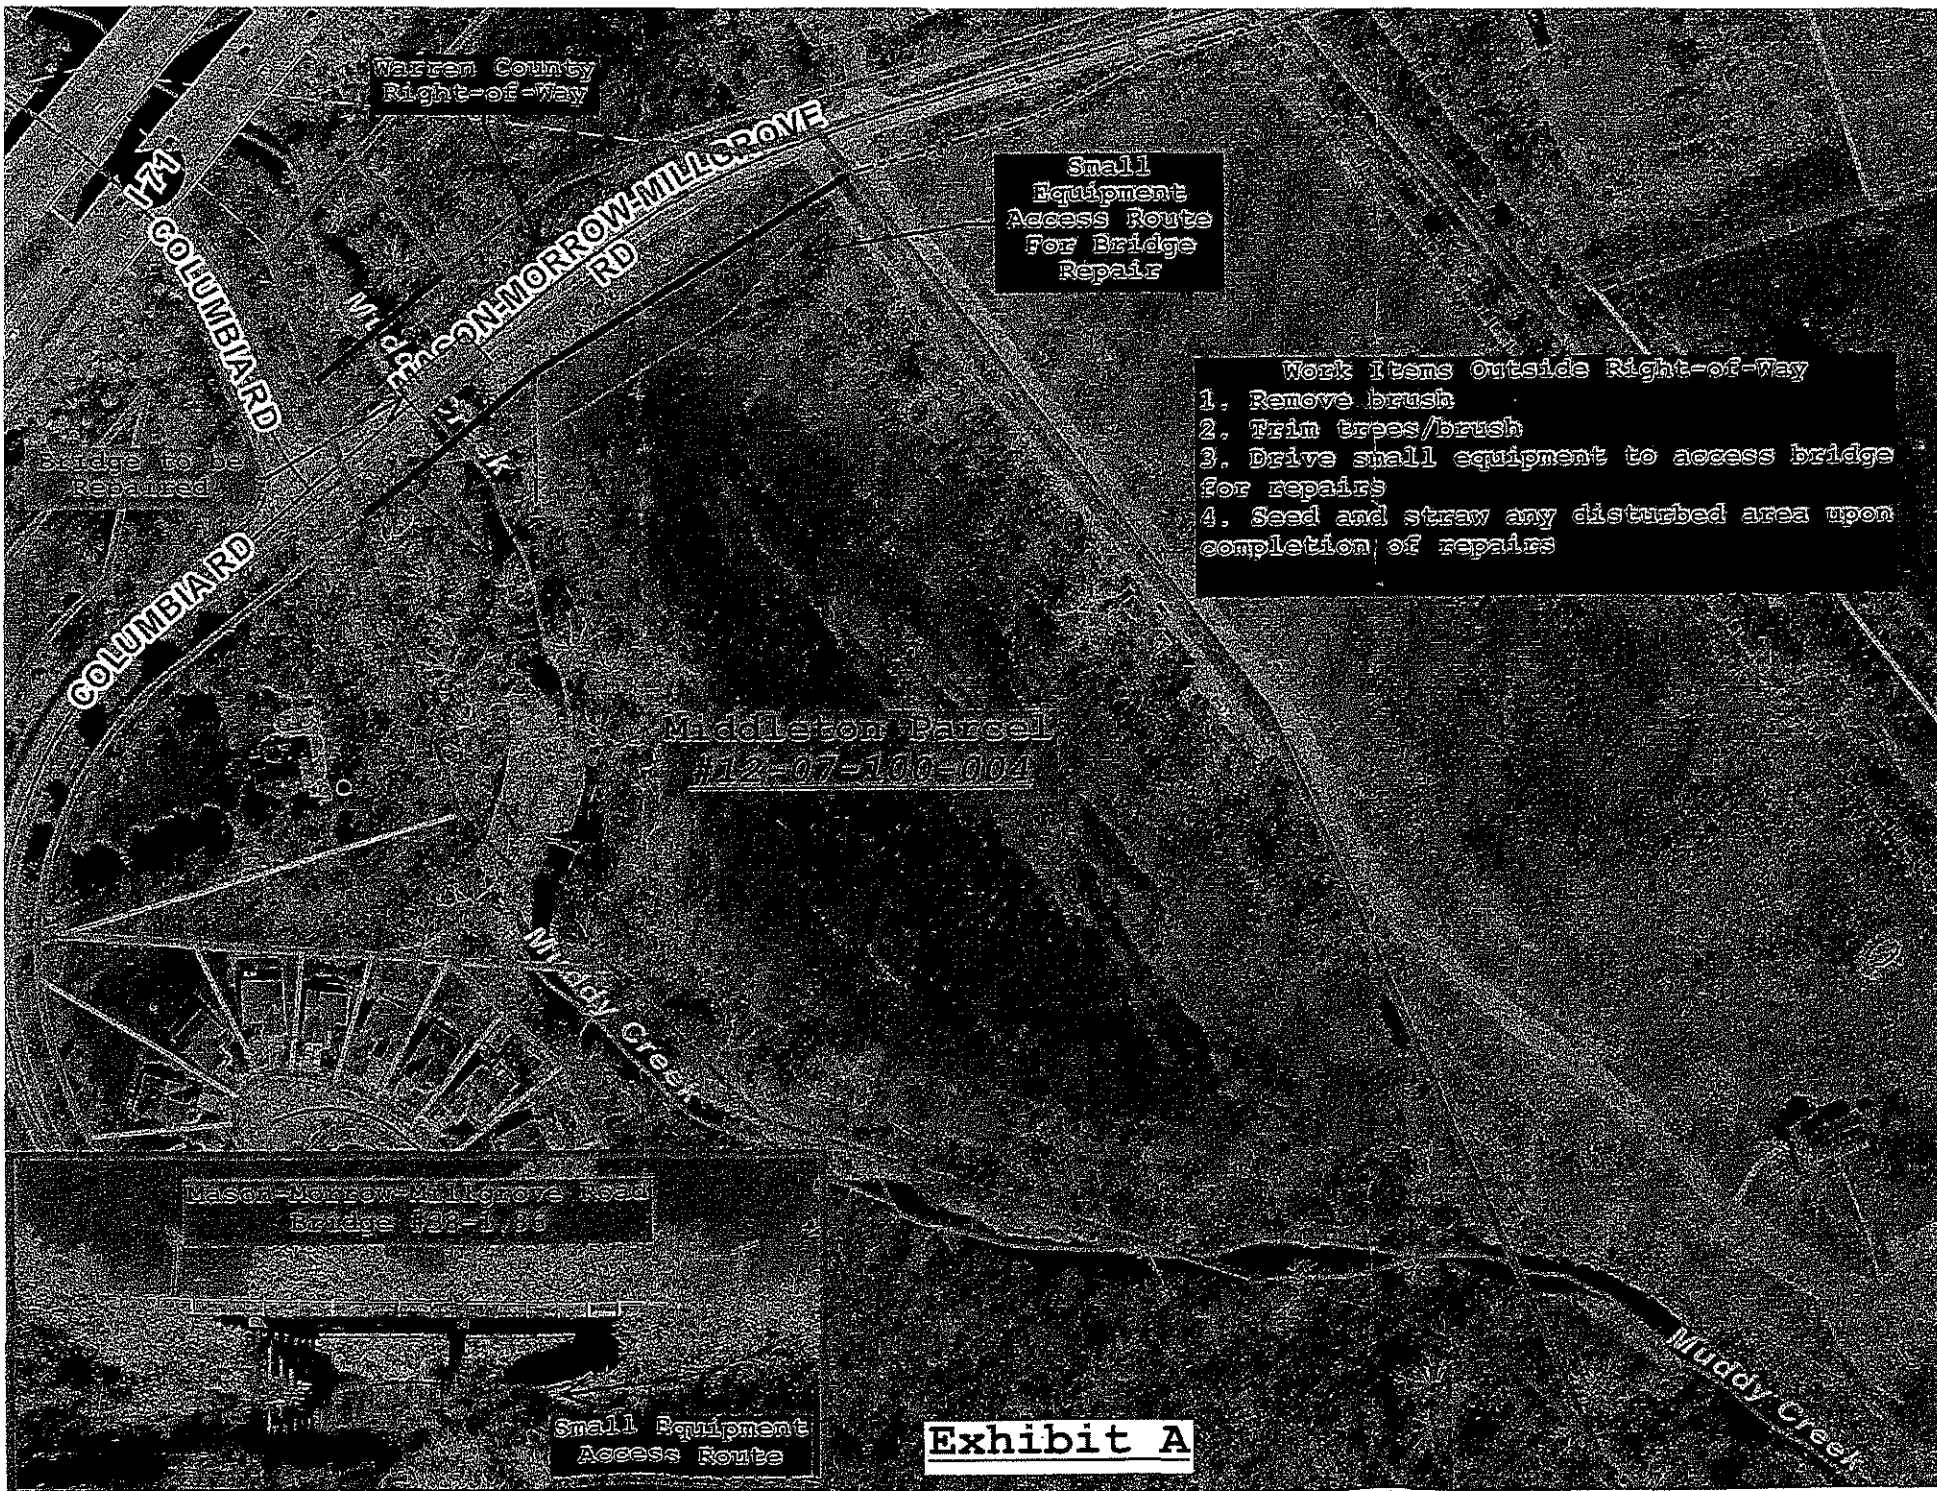 Warren County
Right-of-Way
I-71
COLUMBIA RD
MASON-MORROW-MILLGROVE
RD
Small
Equipment
Access Route
For Bridge
Repair
Work Items Outside Right-of-Way
1. Remove brush
2. Trim trees/brush
3. Drive small equipment to access bridge
for repairs
4. Seed and straw any disturbed area upon
completion of repairs
Bridge to be
Repaired
COLUMBIA RD
Middleton Parcel
#12-07-100-004
Muddy Creek
Mason-Morrow-Millgrove Road
Bridge
Small Equipment
Access Route
Exhibit A
Muddy Creek